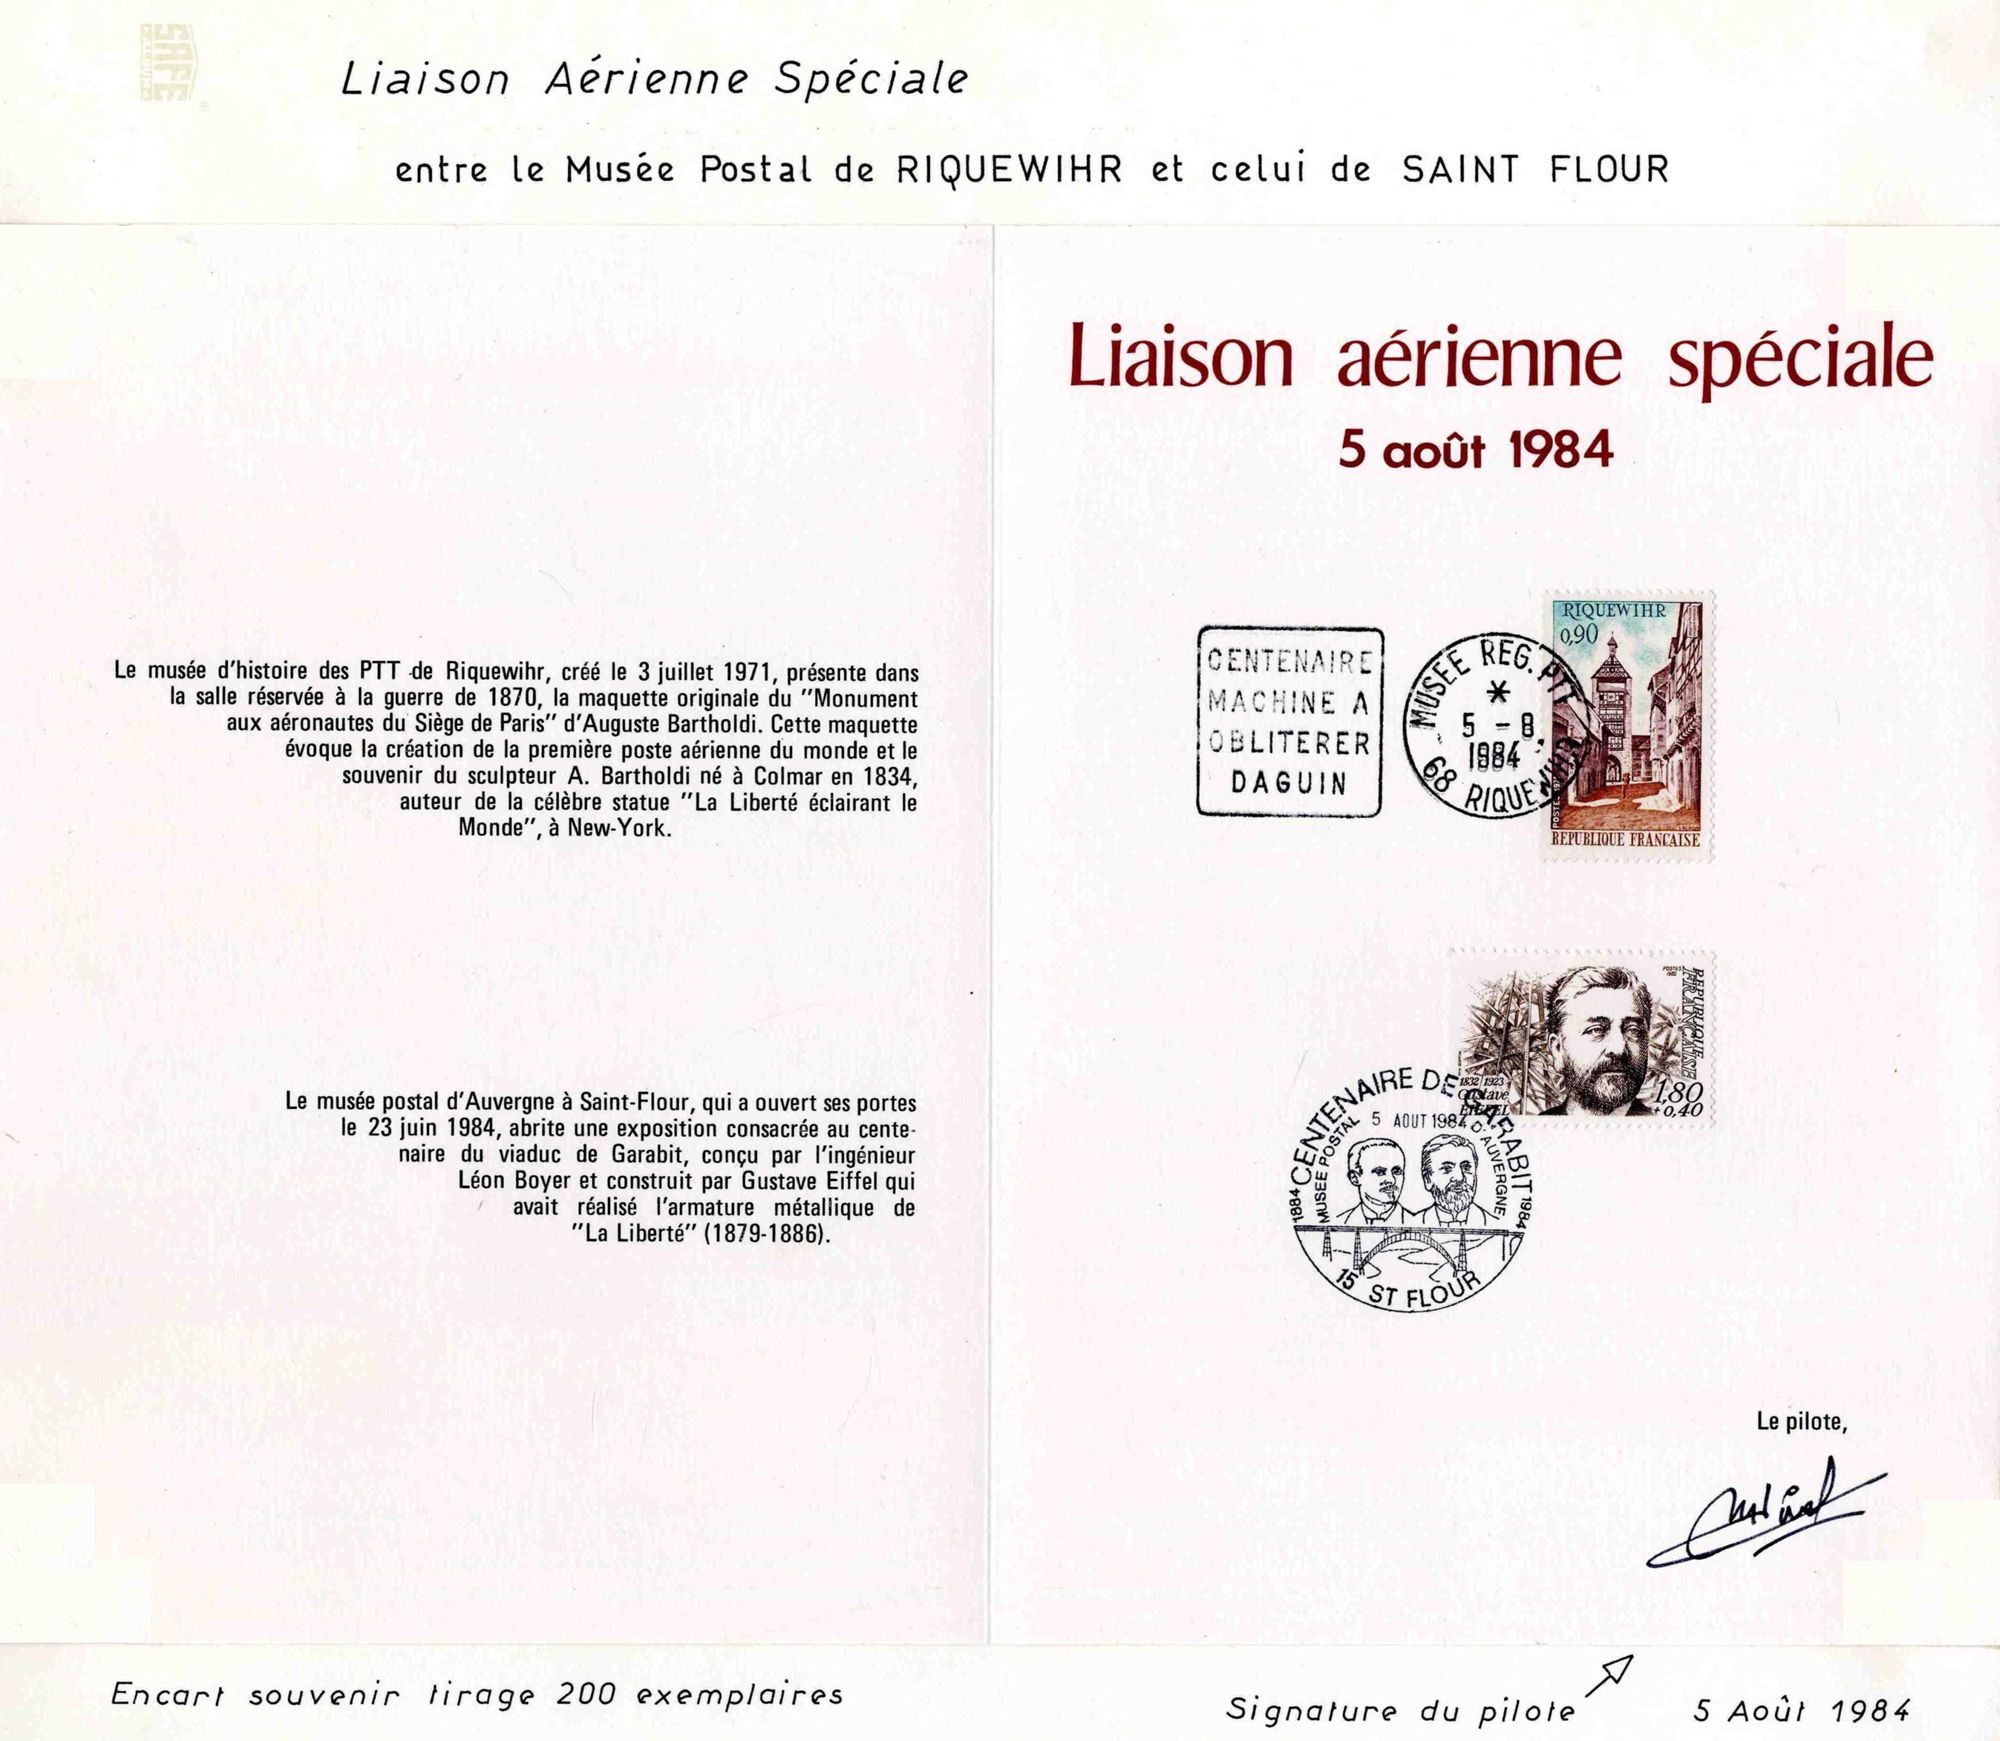 SAFE
ALBUM
Liaison Aérienne Spéciale
entre le Musée Postal de RIQUEWIHR et celui de SAINT FLOUR
Le musée d'histoire des PTT de Riquewihr, créé le 3 juillet 1971, présente dans
la salle réservée à la guerre de 1870, la maquette originale du "Monument
aux aéronautes du Siège de Paris" d'Auguste Bartholdi. Cette maquette
évoque la création de la première poste aérienne du monde et le
souvenir du sculpteur A. Bartholdi né à Colmar en 1834,
auteur de la célèbre statue "La Liberté éclairant le
Monde", à New-York.
Le musée postal d'Auvergne à Saint-Flour, qui a ouvert ses portes
le 23 juin 1984, abrite une exposition consacrée au cente-
naire du viaduc de Garabit, conçu par l'ingénieur
Léon Boyer et construit par Gustave Eiffel qui
avait réalisé l'armature métallique de
"La Liberté" (1879-1886).
Liaison aérienne spéciale
5 août 1984
CENTENAIRE
MACHINE A
OBLITERER
DAGUIN
MUSEE REG. PTT
*
5 - 8
1984
68 RIQUEWIHR
RIQUEWIHR
0,90
REPUBLIQUE FRANÇAISE
POSTES
1982
REPUBLIQUE
FRANÇAISE
1832/1923
Gustave
EIFFEL
1,80
+0,40
1884 CENTENAIRE DE GARABIT 1984
MUSEE POSTAL D'AUVERGNE
5 AOUT 1984
15 ST FLOUR
Le pilote,
Encart souvenir tirage 200 exemplaires
Signature du pilote
5 Août 1984